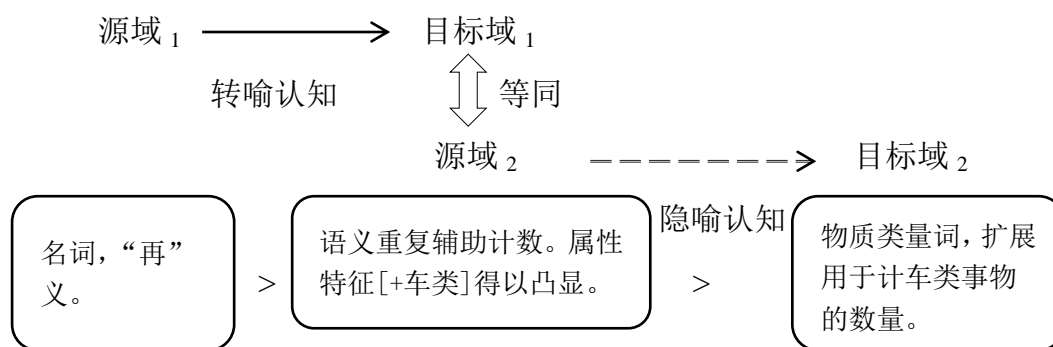 源域1 目标域1
转喻认知 等同
源域2 目标域2
隐喻认知
名词，“再”
义。
>
语义重复辅助计数。属性
特征[+车类]得以凸显。
>
物质类量词，扩展
用于计车类事物
的数量。